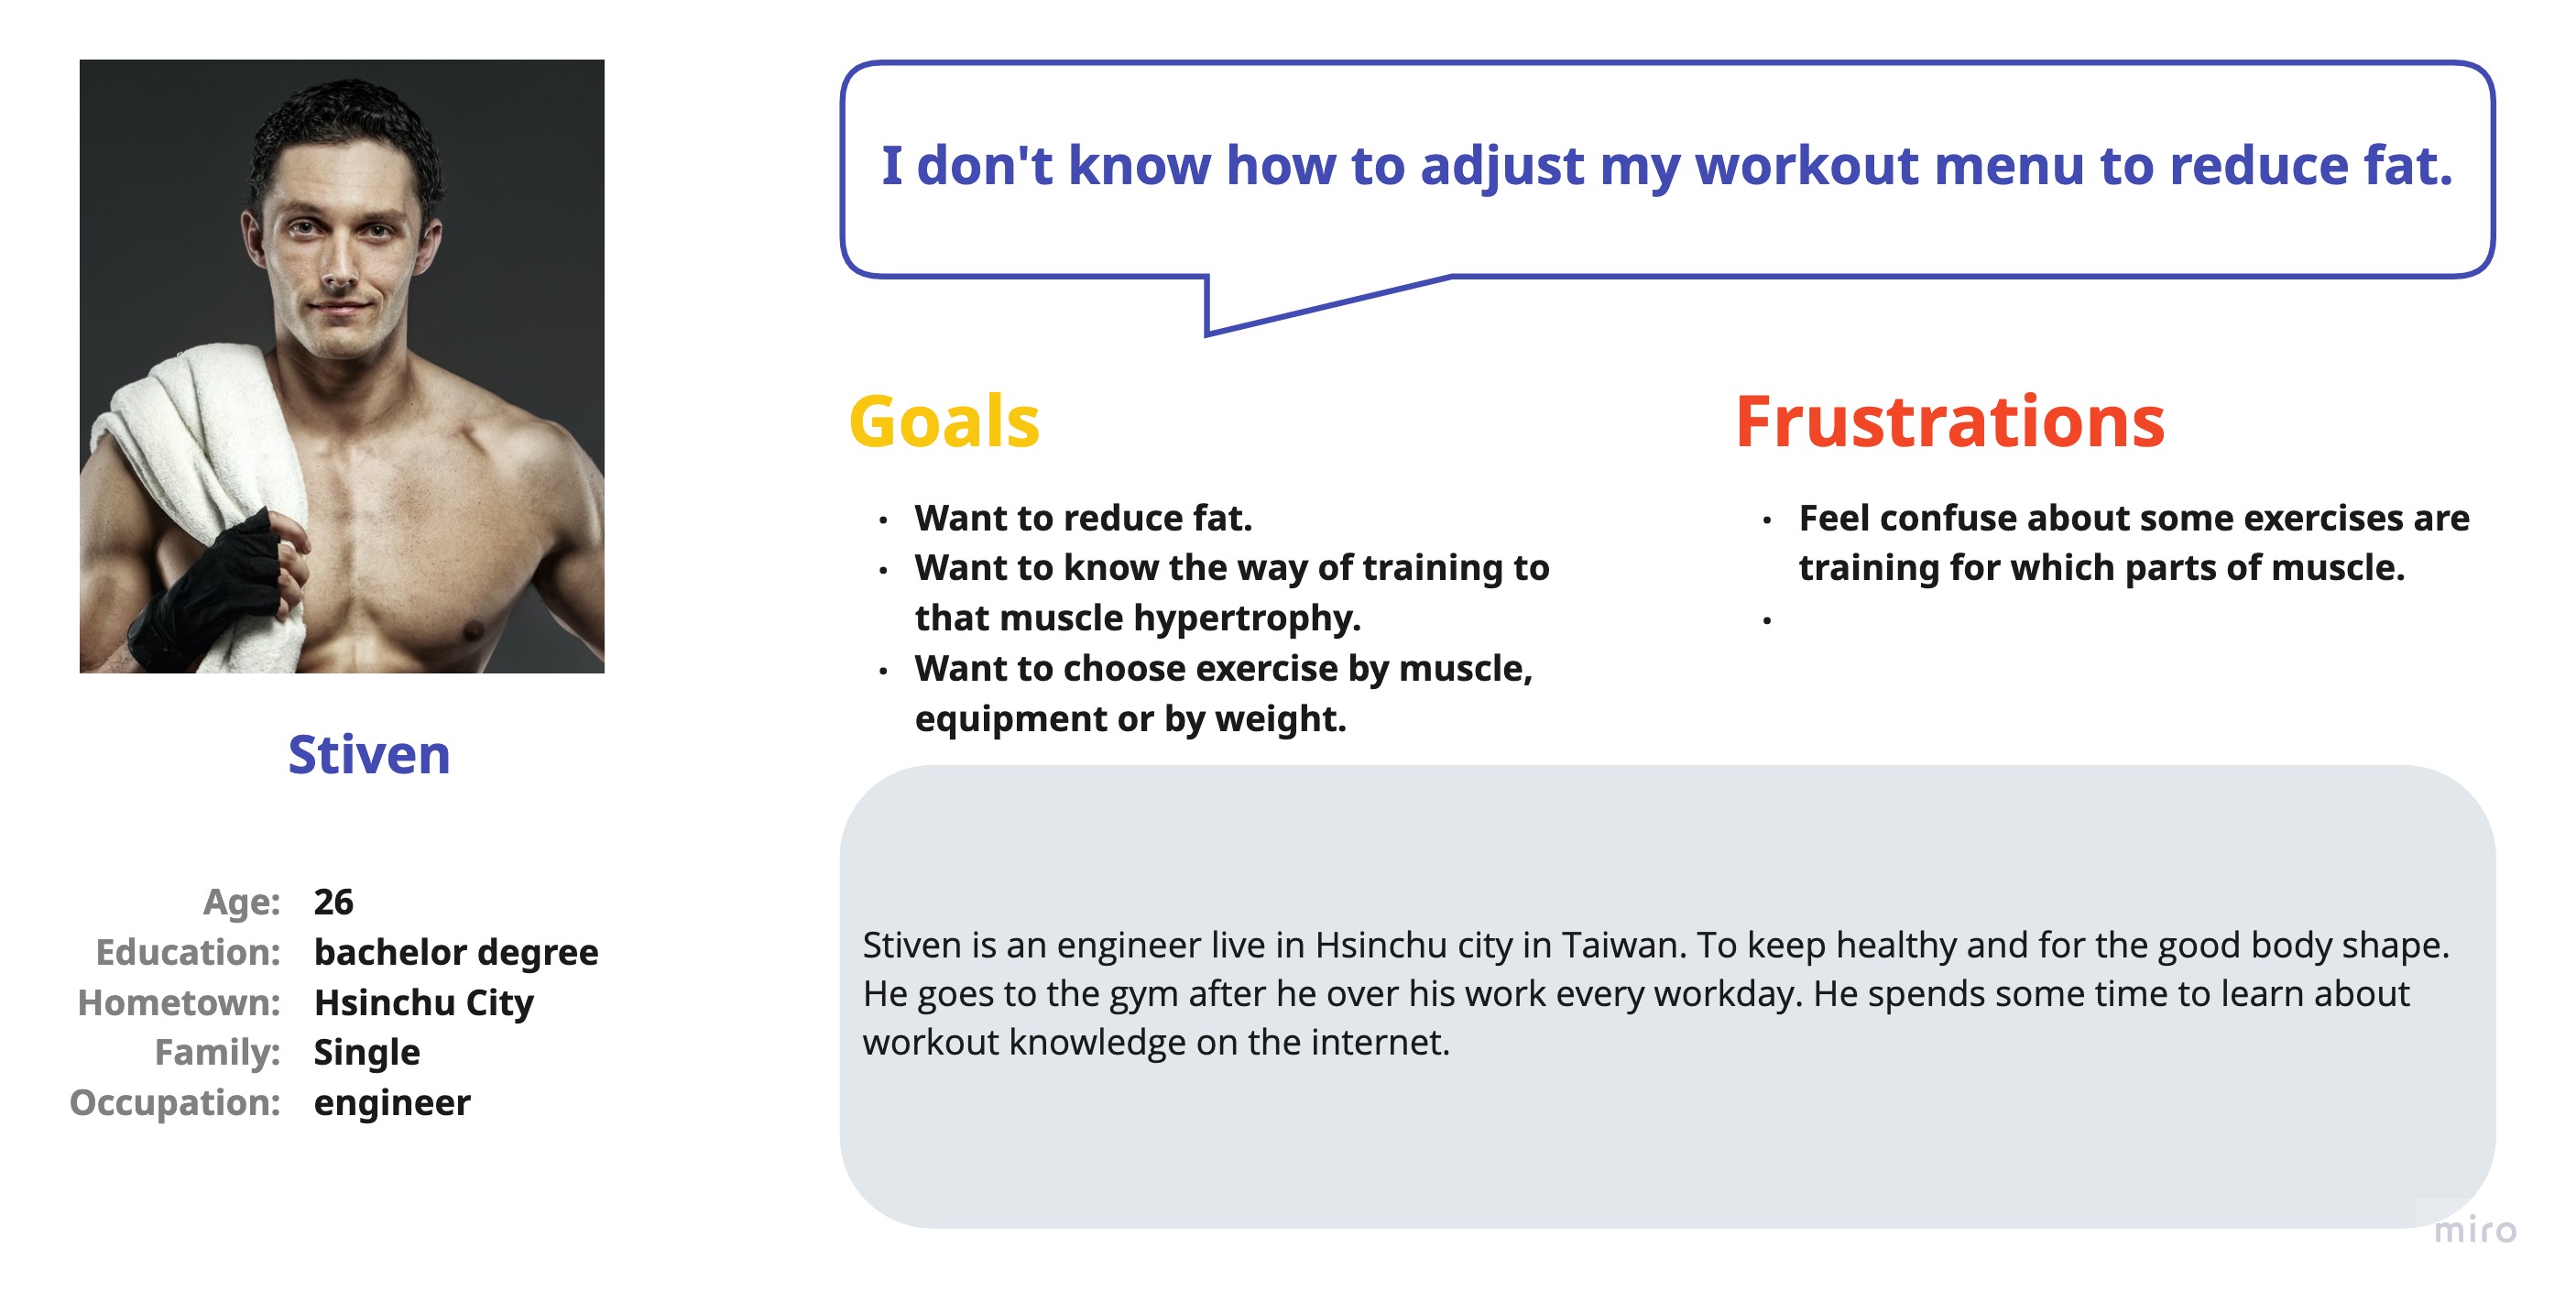 I don't know how to adjust my workout menu to reduce fat.
Goals
· Want to reduce fat.
· Want to know the way of training to
that muscle hypertrophy.
· Want to choose exercise by muscle,
equipment or by weight.
Frustrations
· Feel confuse about some exercises are
training for which parts of muscle.
·
Stiven
Age: 26
Education: bachelor degree
Hometown: Hsinchu City
Family: Single
Occupation: engineer
Stiven is an engineer live in Hsinchu city in Taiwan. To keep healthy and for the good body shape.
He goes to the gym after he over his work every workday. He spends some time to learn about
workout knowledge on the internet.
miro